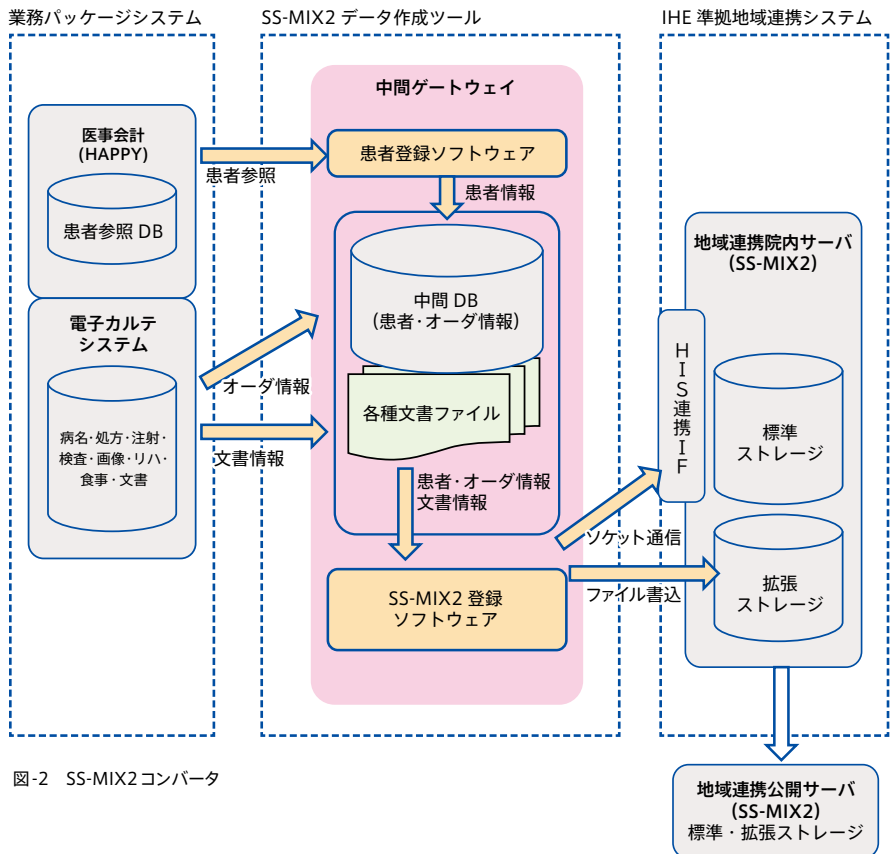 業務パッケージシステム
SS-MIX2 データ作成ツール
IHE 準拠地域連携システム
医事会計
(HAPPY)
患者参照 DB
患者参照
電子カルテ
システム
病名・処方・注射・
検査・画像・リハ・
食事・文書
オーダ情報
文書情報
中間ゲートウェイ
患者登録ソフトウェア
患者情報
中間 DB
(患者・オーダ情報)
各種文書ファイル
患者・オーダ情報
文書情報
SS-MIX2 登録
ソフトウェア
ソケット通信
ファイル書込
地域連携院内サーバ
(SS-MIX2)
HIS連携IF
標準
ストレージ
拡張
ストレージ
地域連携公開サーバ
(SS-MIX2)
標準・拡張ストレージ
図-2 SS-MIX2コンバータ